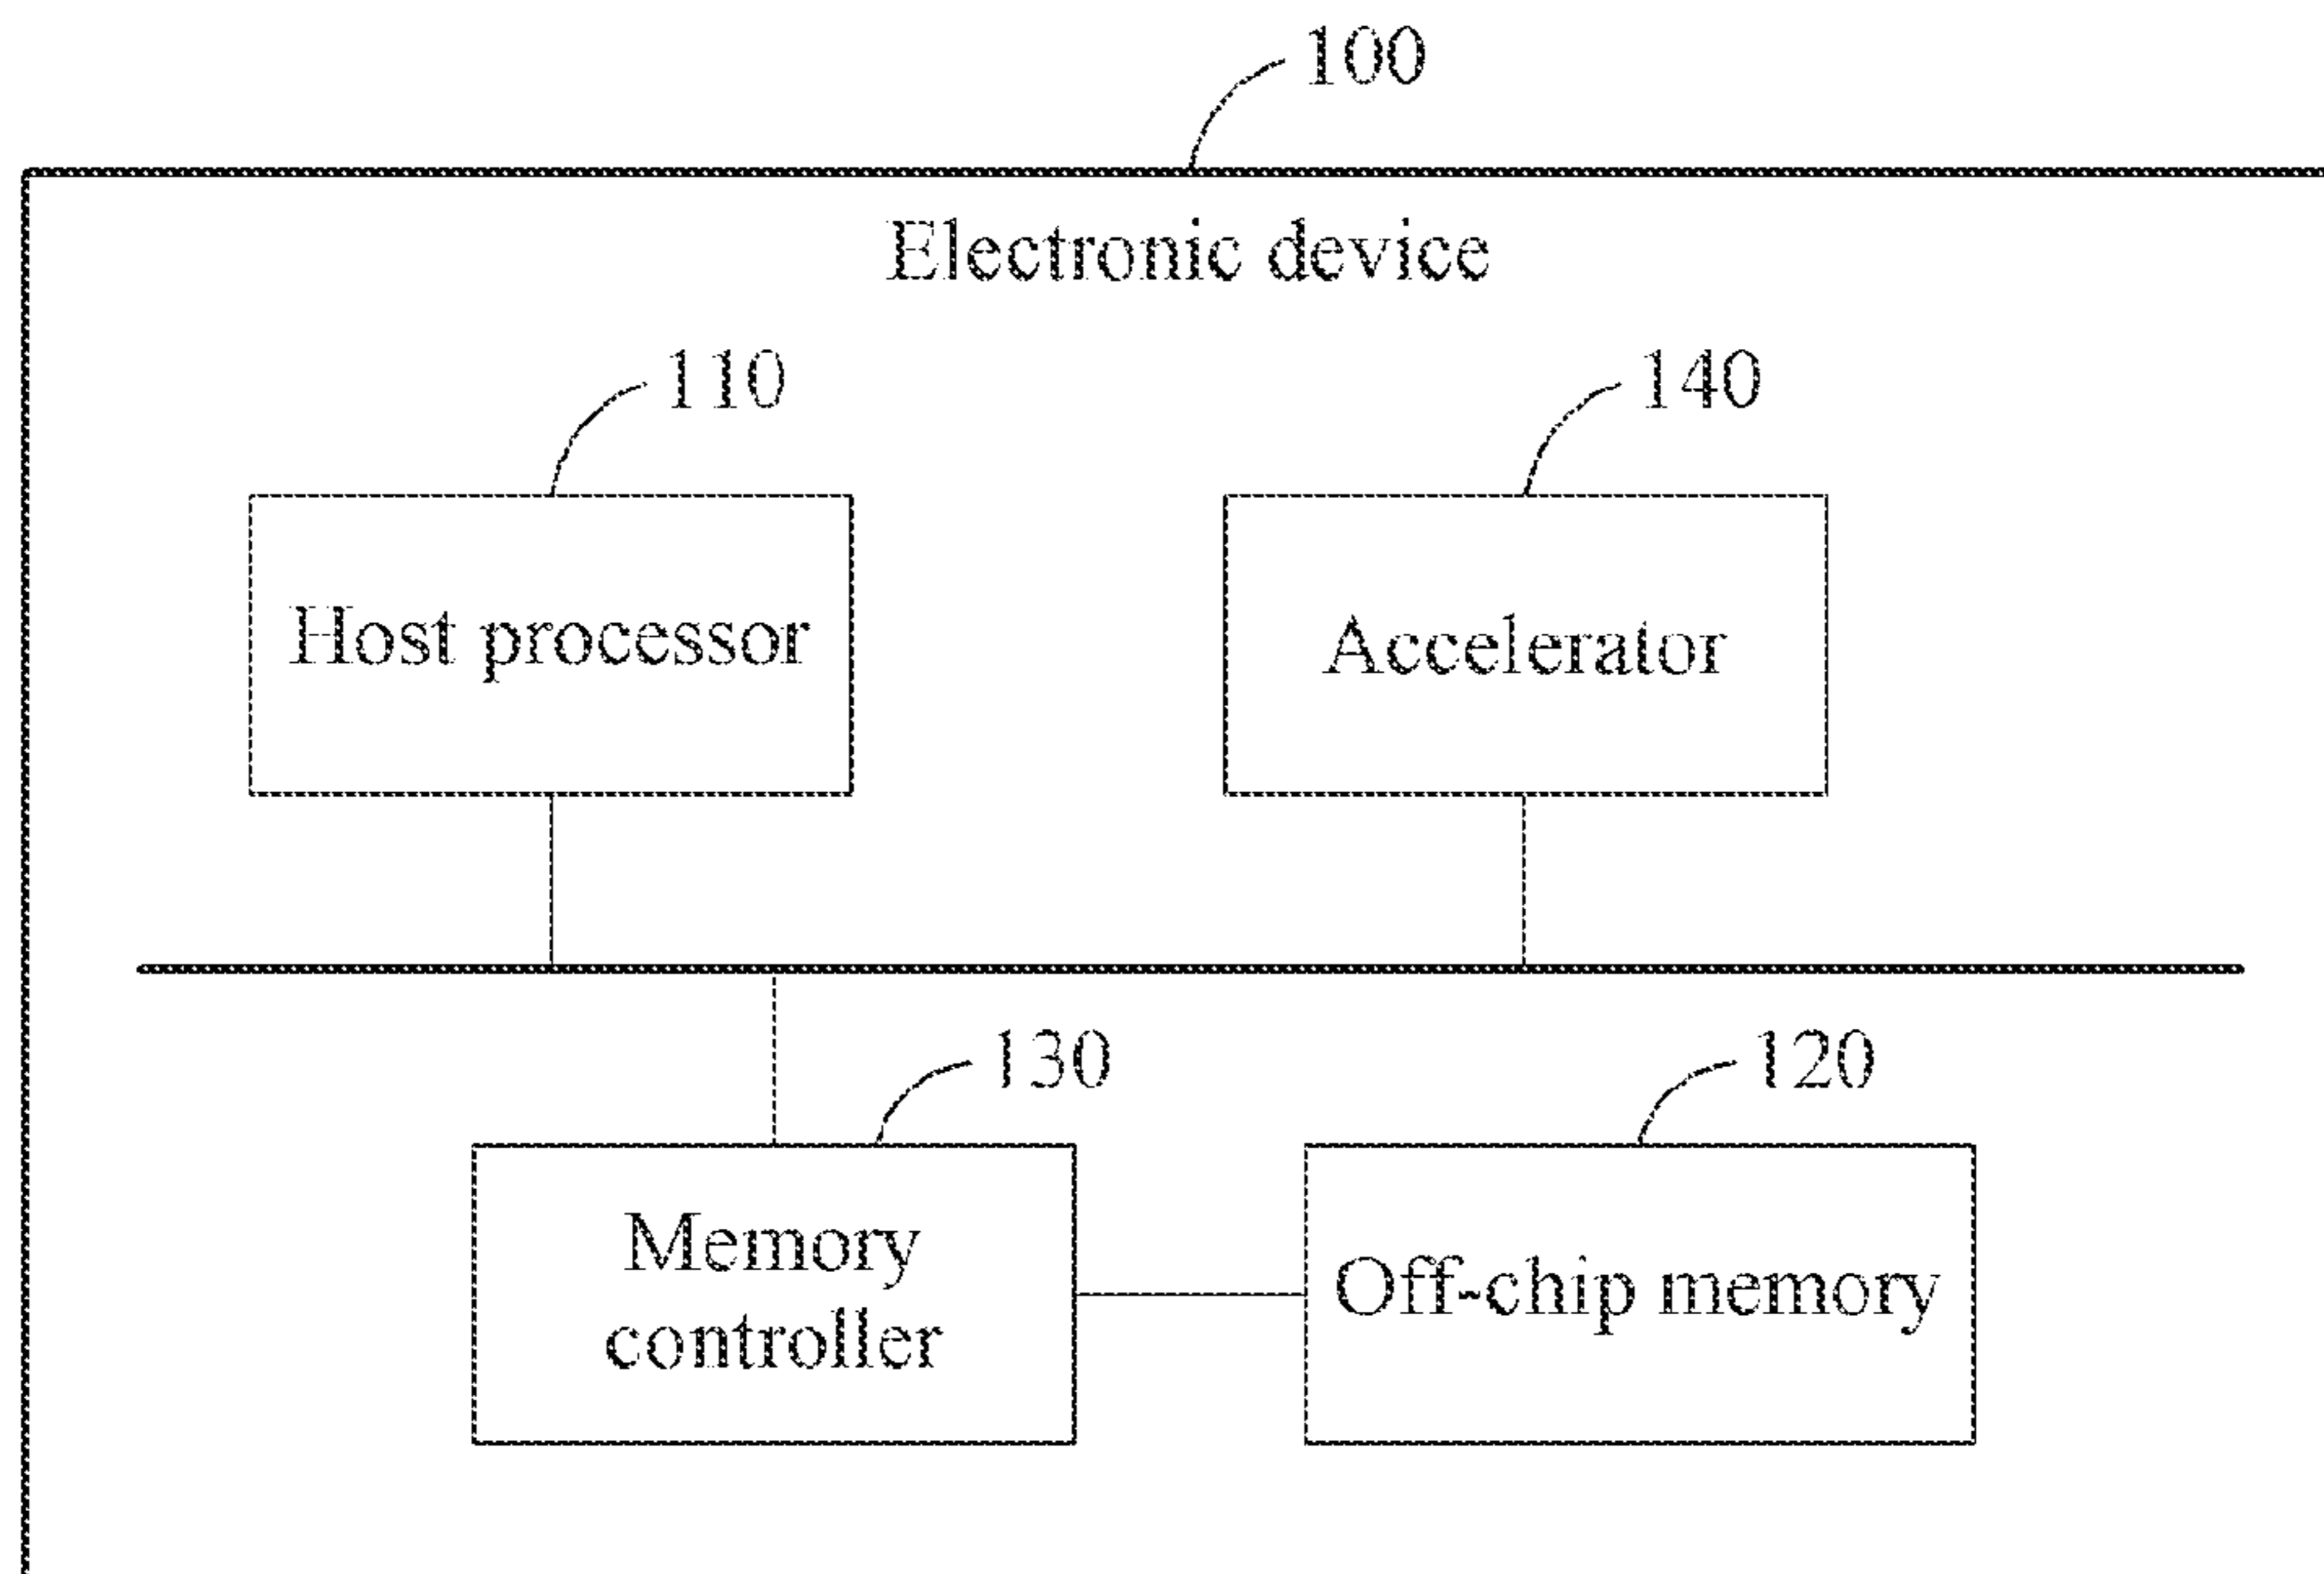 100
Electronic device
110
140
Host processor
Accelerator
130
120
Memory
controller
Off-chip memory